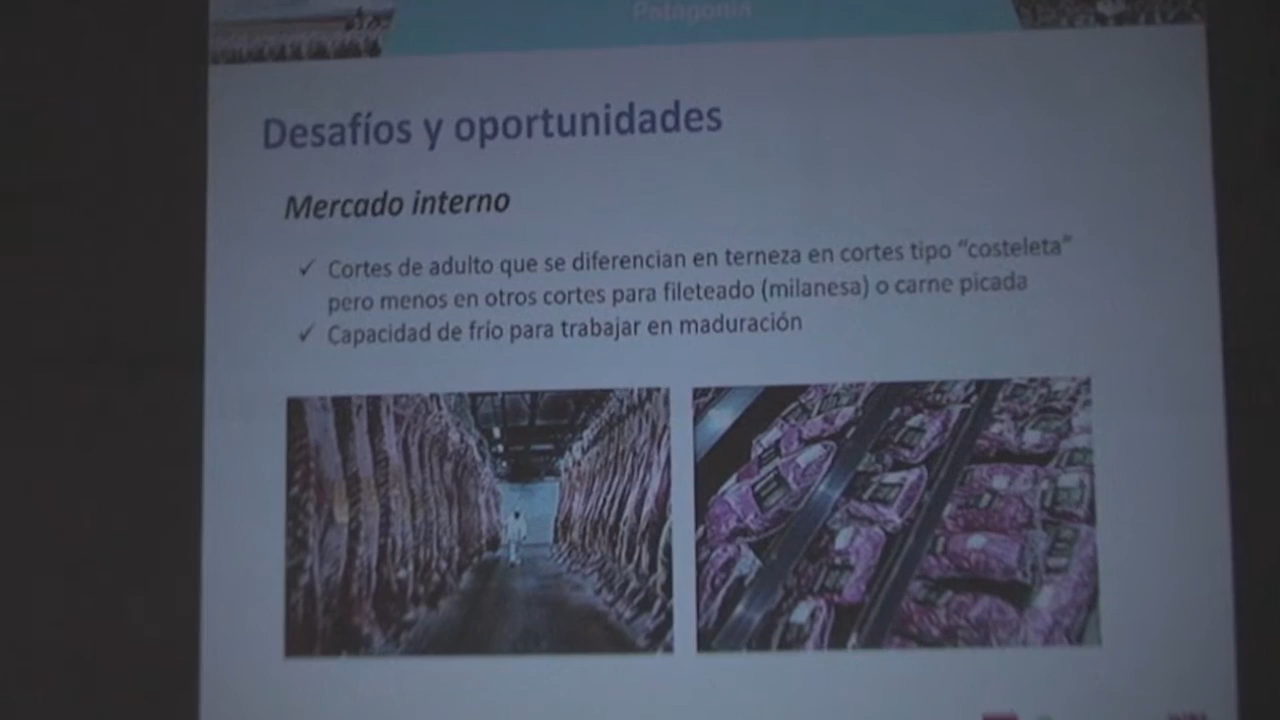 Patagonia
Desafíos y oportunidades
Mercado interno
✓ Cortes de adulto que se diferencian en terneza en cortes tipo “costeleta”
pero menos en otros cortes para fileteado (milanesa) o carne picada
✓ Capacidad de frío para trabajar en maduración